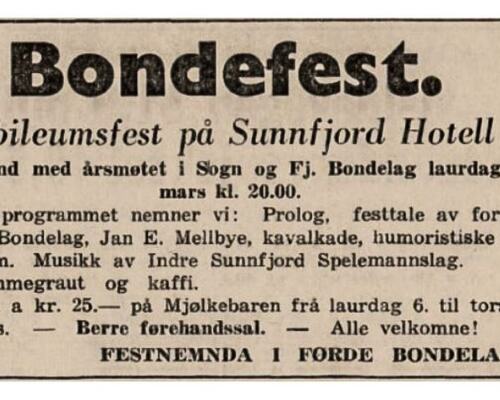 Bondefest.
bileumsfest på Sunnfjord Hotell
nd med årsmøtet i Sogn og Fj. Bondelag laurdag
mars kl. 20.00.
programmet nemner vi: Prolog, festtale av for
Bondelag, Jan E. Mellbye, kavalkade, humoristiske
m. Musikk av Indre Sunnfjord Spelemannslag.
mmegraut og kaffi.
a kr. 25.— på Mjølkebaren frå laurdag 6. til tors
s. — Berre førehandssal. — Alle velkomne!
FESTNEMNDA I FØRDE BONDELA